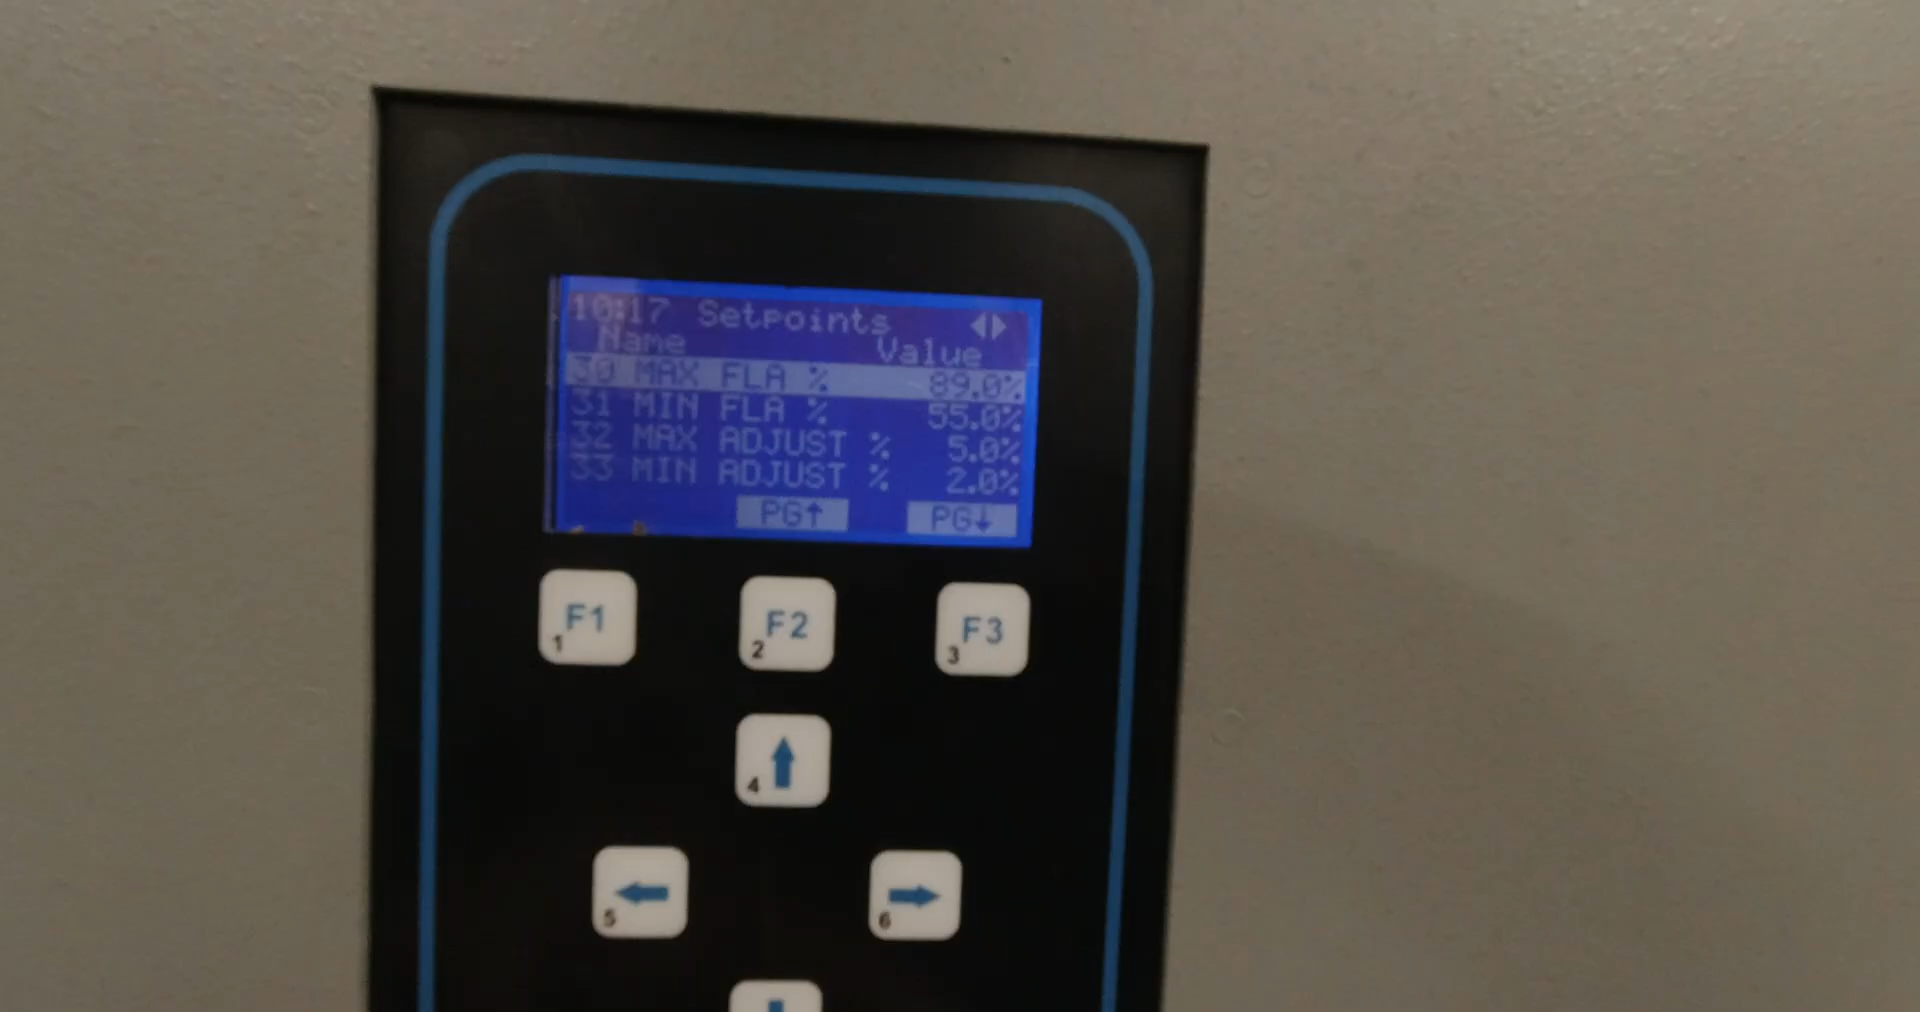 10:17 Setpoints ◀▶
Name Value
30 MAX FLA % 89.0%
31 MIN FLA % 55.0%
32 MAX ADJUST % 5.0%
33 MIN ADJUST % 2.0%
PG↑ PG↓
F1 F2 F3
1 2 3
4
5 6